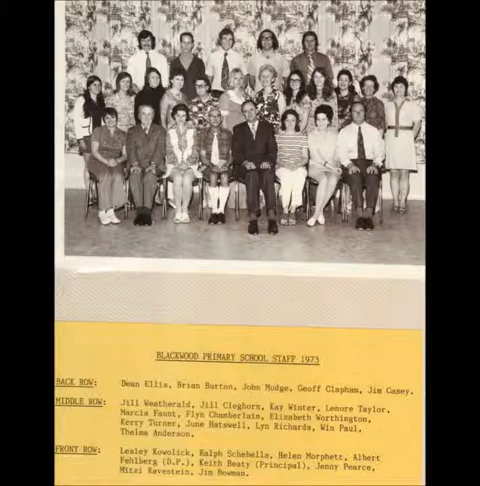 BLACKWOOD PRIMARY SCHOOL STAFF 1973
BACK ROW: Dean Ellis, Brian Burton, John Mudge, Geoff Clapham, Jim Casey.
MIDDLE ROW: Jill Weatherald, Jill Cleghorn, Kay Winter, Lenore Taylor,
Marcia Faunt, Flyn Chamberlain, Elizabeth Worthington,
Kerry Turner, June Hatswell, Lyn Richards, Win Paul,
Thelma Anderson.
FRONT ROW: Lesley Kowolick, Ralph Schebella, Helen Morphett, Albert
Fehlberg (D.P.), Keith Beaty (Principal), Jenny Pearce,
Mitzi Ravestein, Jim Bowman.